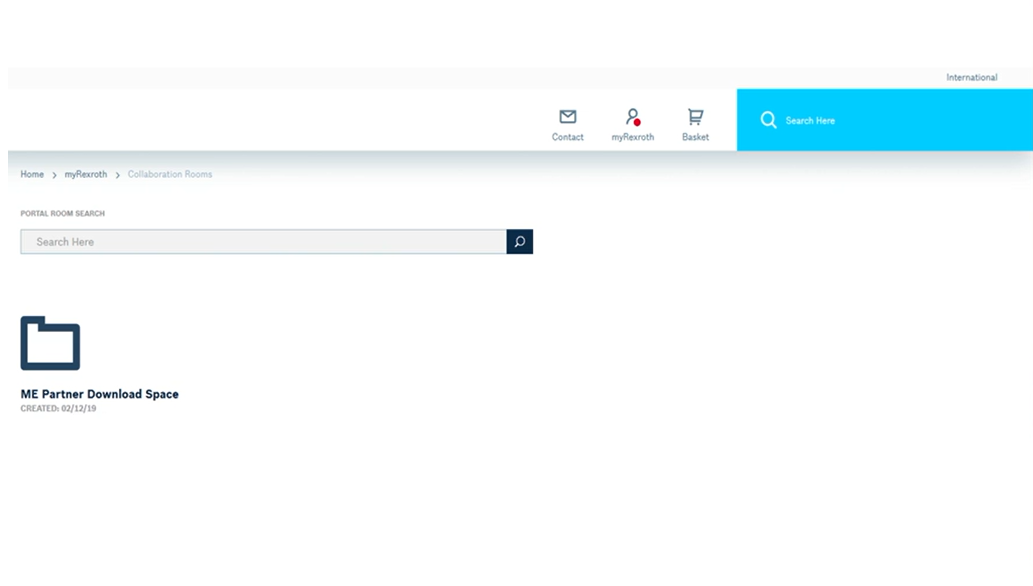 International
Contact
myRexroth
Basket
Search Here
Home > myRexroth > Collaboration Rooms
PORTAL ROOM SEARCH
Search Here
ME Partner Download Space
CREATED: 02/12/19